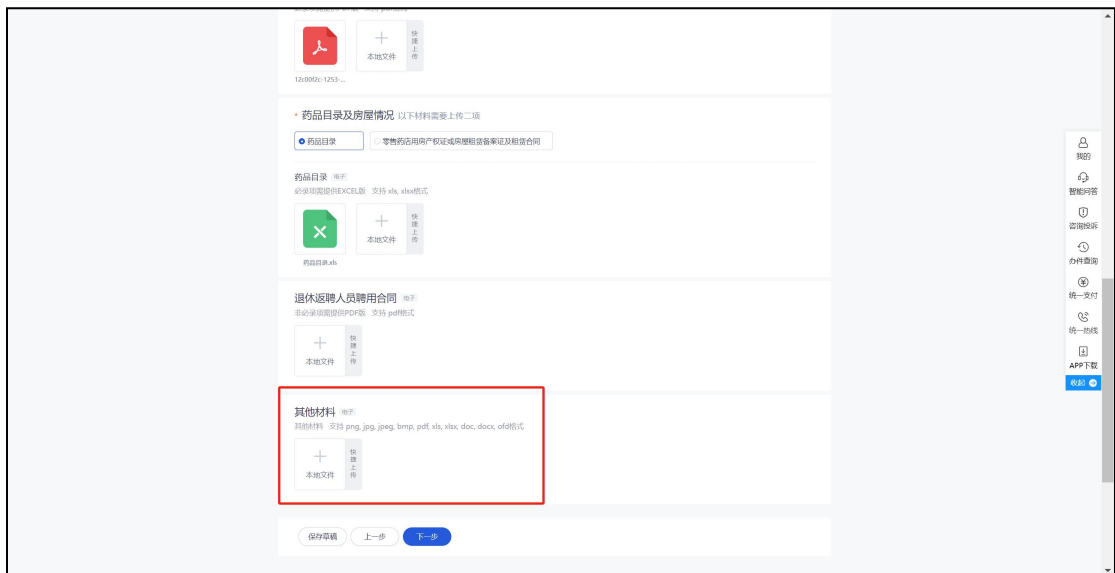 本地文件
快捷上传
12c00f2c-1253-...
* 药品目录及房屋情况 以下材料需要上传二项
药品目录
零售药店用房产权证或房屋租赁备案证及租赁合同
药品目录 电子
必录项需提供EXCEL版 支持 xls, xlsx格式
本地文件
快捷上传
药品目录.xls
退休返聘人员聘用合同 电子
非必录项需提供PDF版 支持 pdf格式
本地文件
快捷上传
其他材料 电子
其他材料 支持 png, jpg, jpeg, bmp, pdf, xls, xlsx, doc, docx, ofd格式
本地文件
快捷上传
保存草稿
上一步
下一步
我的
智能问答
咨询投诉
办件查询
统一支付
统一热线
APP下载
收起